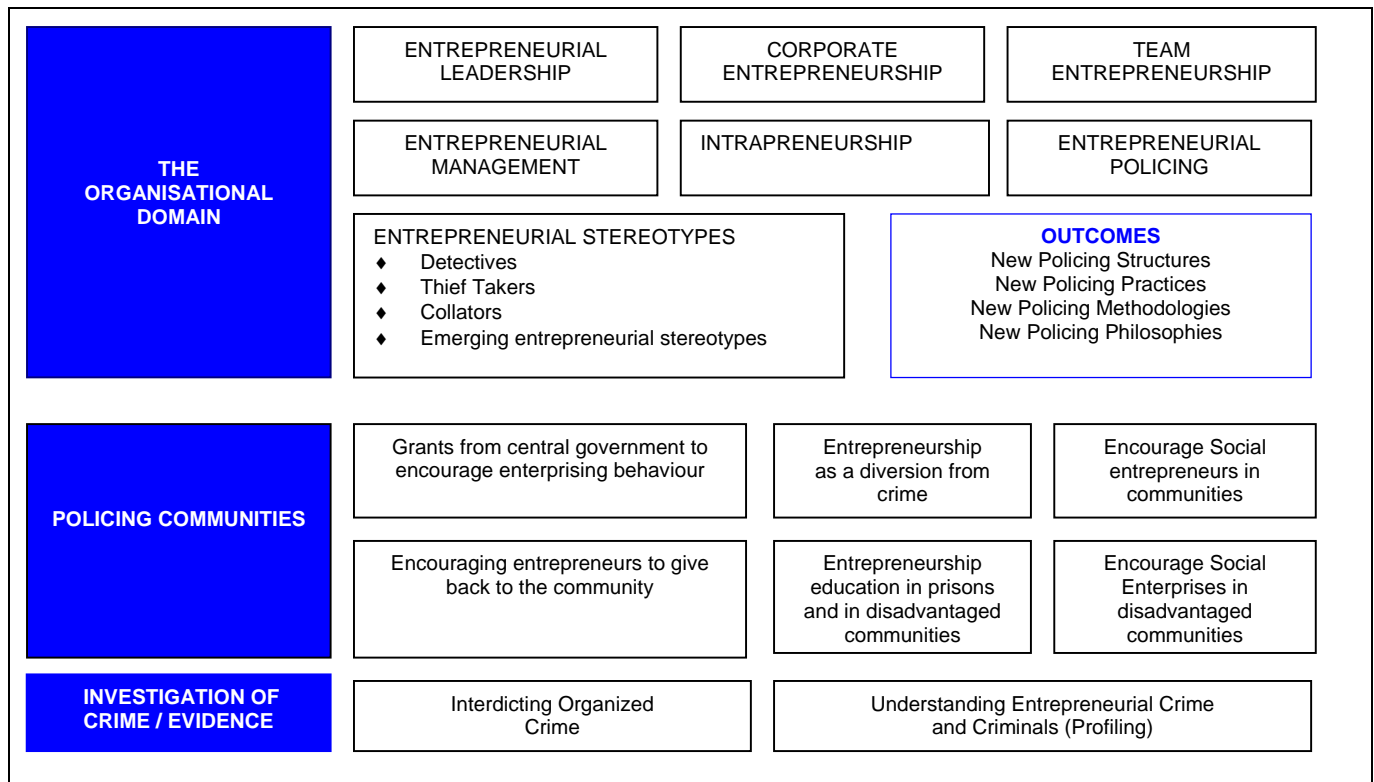 THE
ORGANISATIONAL
DOMAIN
ENTREPRENEURIAL
LEADERSHIP
CORPORATE
ENTREPRENEURSHIP
TEAM
ENTREPRENEURSHIP
ENTREPRENEURIAL
MANAGEMENT
INTRAPRENEURSHIP
ENTREPRENEURIAL
POLICING
ENTREPRENEURIAL STEREOTYPES
♦ Detectives
♦ Thief Takers
♦ Collators
♦ Emerging entrepreneurial stereotypes
OUTCOMES
New Policing Structures
New Policing Practices
New Policing Methodologies
New Policing Philosophies
POLICING COMMUNITIES
Grants from central government to
encourage enterprising behaviour
Entrepreneurship
as a diversion from
crime
Encourage Social
entrepreneurs in
communities
Encouraging entrepreneurs to give
back to the community
Entrepreneurship
education in prisons
and in disadvantaged
communities
Encourage Social
Enterprises in
disadvantaged
communities
INVESTIGATION OF
CRIME / EVIDENCE
Interdicting Organized
Crime
Understanding Entrepreneurial Crime
and Criminals (Profiling)